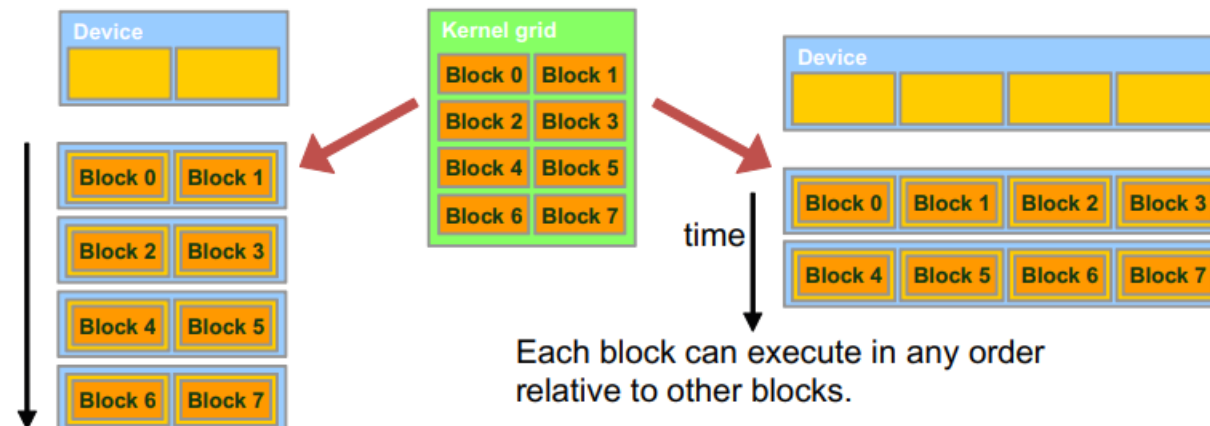 Device
Block 0 Block 1
Block 2 Block 3
Block 4 Block 5
Block 6 Block 7
Kernel grid
Block 0 Block 1
Block 2 Block 3
Block 4 Block 5
Block 6 Block 7
Device
time
Block 0 Block 1 Block 2 Block 3
Block 4 Block 5 Block 6 Block 7
Each block can execute in any order
relative to other blocks.